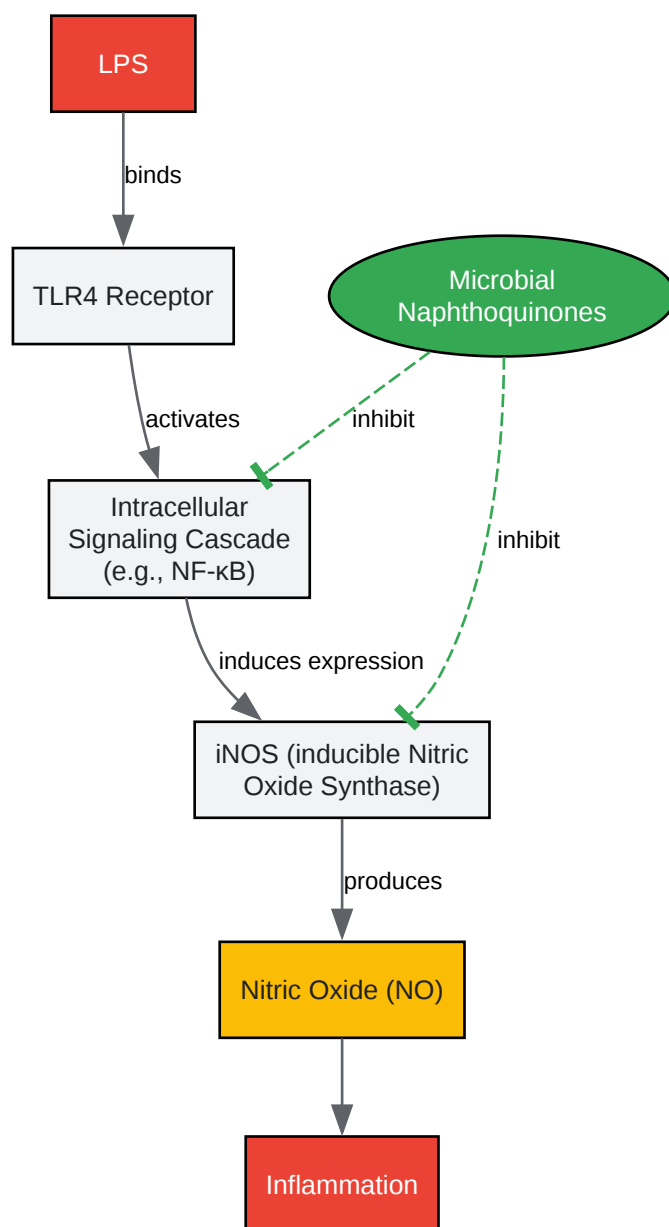 LPS
binds
TLR4 Receptor
Microbial
Naphthoquinones
activates
inhibit
Intracellular
Signaling Cascade
(e.g., NF-κB)
inhibit
induces expression
iNOS (inducible Nitric
Oxide Synthase)
produces
Nitric Oxide (NO)
Inflammation